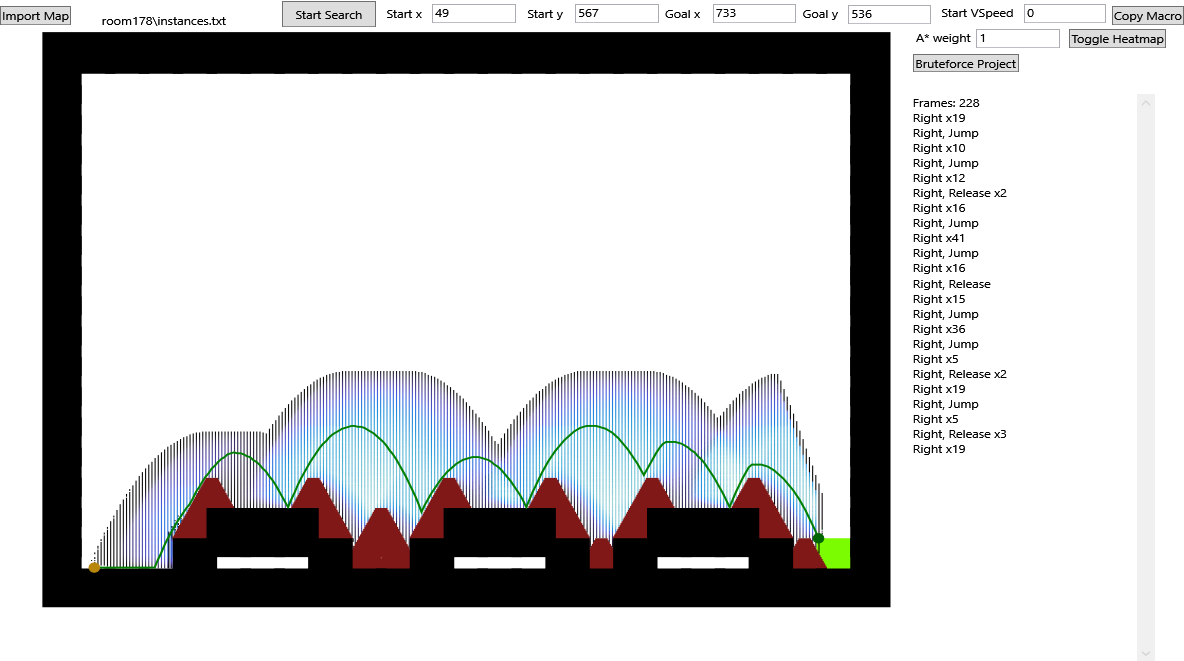 Import Map room178\instances.txt Start Search Start x 49 Start y 567 Goal x 733 Goal y 536 Start VSpeed 0 Copy Macro
A* weight 1 Toggle Heatmap
Bruteforce Project
Frames: 228
Right x19
Right, Jump
Right x10
Right, Jump
Right x12
Right, Release x2
Right x16
Right, Jump
Right x41
Right, Jump
Right x16
Right, Release
Right x15
Right, Jump
Right x36
Right, Jump
Right x5
Right, Release x2
Right x19
Right, Jump
Right x5
Right, Release x3
Right x19